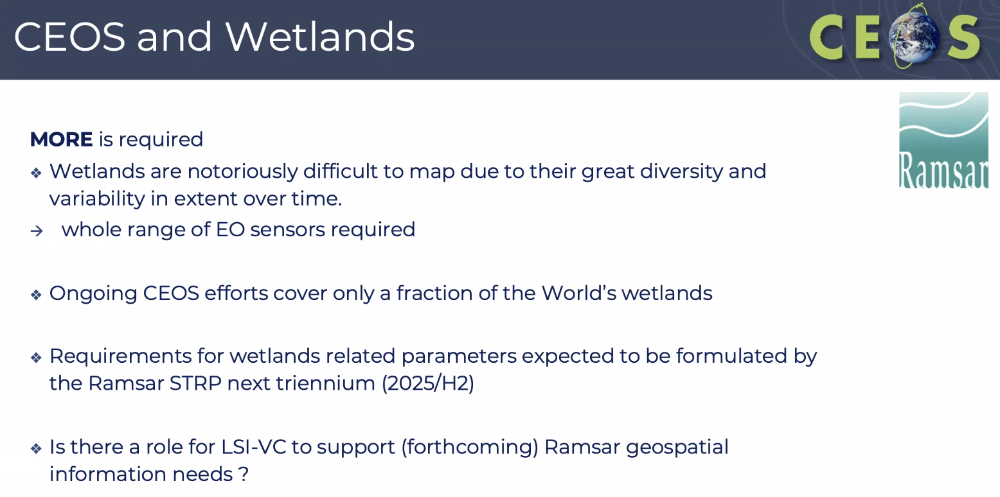 CEOS and Wetlands
CEOS
Ramsar
MORE is required
❖ Wetlands are notoriously difficult to map due to their great diversity and
variability in extent over time.
→ whole range of EO sensors required
❖ Ongoing CEOS efforts cover only a fraction of the World’s wetlands
❖ Requirements for wetlands related parameters expected to be formulated by
the Ramsar STRP next triennium (2025/H2)
❖ Is there a role for LSI-VC to support (forthcoming) Ramsar geospatial
information needs ?